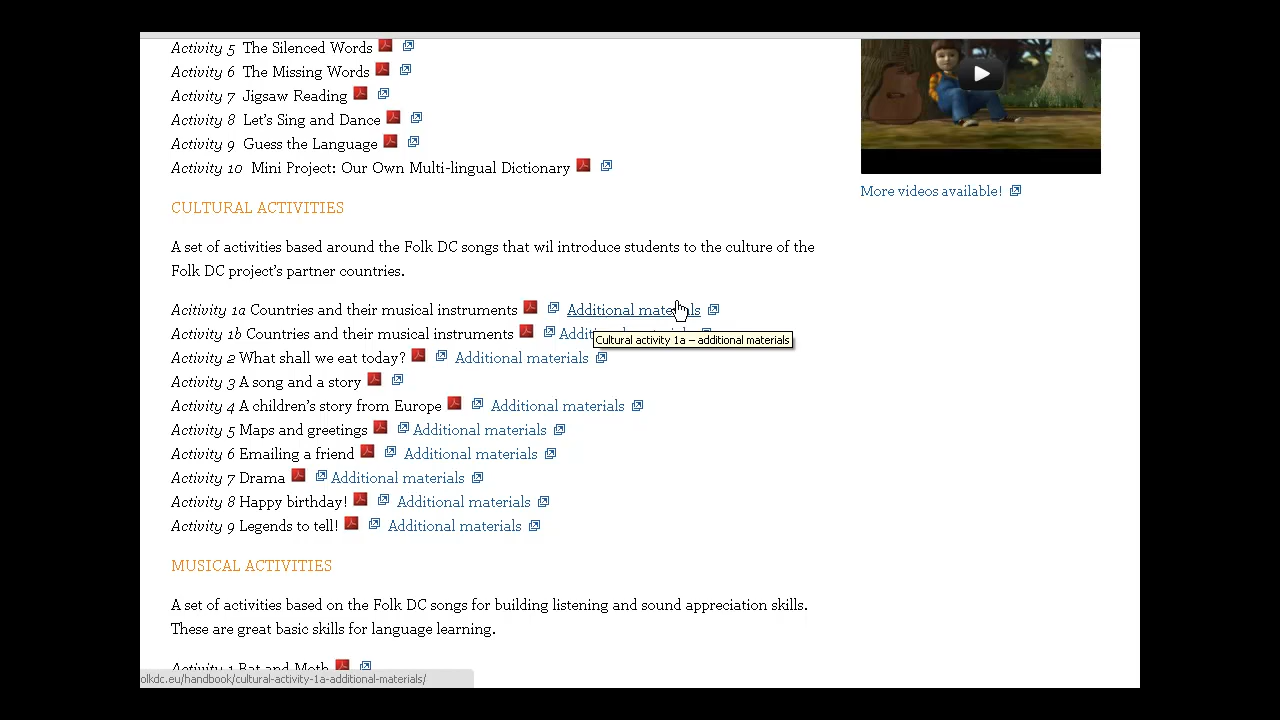 Activity 5 The Silenced Words
Activity 6 The Missing Words
Activity 7 Jigsaw Reading
Activity 8 Let's Sing and Dance
Activity 9 Guess the Language
Activity 10 Mini Project: Our Own Multi-lingual Dictionary
More videos available!
CULTURAL ACTIVITIES
A set of activities based around the Folk DC songs that wil introduce students to the culture of the
Folk DC project's partner countries.
Acitivity 1a Countries and their musical instruments Additional materials
Activity 1b Countries and their musical instruments
Cultural activity 1a – additional materials
Activity 2 What shall we eat today? Additional materials
Activity 3 A song and a story
Activity 4 A children's story from Europe Additional materials
Activity 5 Maps and greetings Additional materials
Activity 6 Emailing a friend Additional materials
Activity 7 Drama Additional materials
Activity 8 Happy birthday! Additional materials
Activity 9 Legends to tell! Additional materials
MUSICAL ACTIVITIES
A set of activities based on the Folk DC songs for building listening and sound appreciation skills.
These are great basic skills for language learning.
Activity 1 Bat and Moth
olkdc.eu/handbook/cultural-activity-1a-additional-materials/